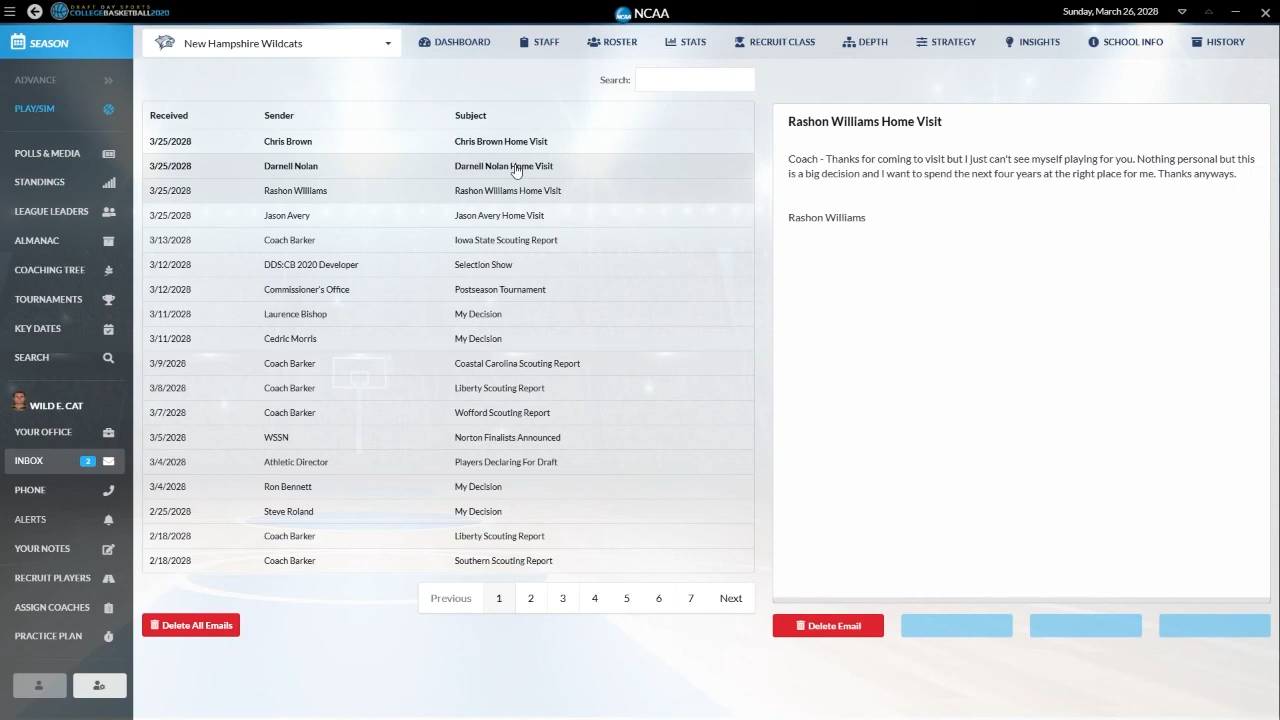 DRAFT DAY SPORTS
COLLEGEBASKETBALL2020
NCAA
Sunday, March 26, 2028
SEASON
New Hampshire Wildcats
DASHBOARD
STAFF
ROSTER
STATS
RECRUIT CLASS
DEPTH
STRATEGY
INSIGHTS
SCHOOL INFO
HISTORY
ADVANCE
PLAY/SIM
POLLS & MEDIA
STANDINGS
LEAGUE LEADERS
ALMANAC
COACHING TREE
TOURNAMENTS
KEY DATES
SEARCH
WILD E. CAT
YOUR OFFICE
INBOX 2
PHONE
ALERTS
YOUR NOTES
RECRUIT PLAYERS
ASSIGN COACHES
PRACTICE PLAN
Search:
Received Sender Subject
3/25/2028 Chris Brown Chris Brown Home Visit
3/25/2028 Darnell Nolan Darnell Nolan Home Visit
3/25/2028 Rashon Williams Rashon Williams Home Visit
3/25/2028 Jason Avery Jason Avery Home Visit
3/13/2028 Coach Barker Iowa State Scouting Report
3/12/2028 DDS:CB 2020 Developer Selection Show
3/12/2028 Commissioner's Office Postseason Tournament
3/11/2028 Laurence Bishop My Decision
3/11/2028 Cedric Morris My Decision
3/9/2028 Coach Barker Coastal Carolina Scouting Report
3/8/2028 Coach Barker Liberty Scouting Report
3/7/2028 Coach Barker Wofford Scouting Report
3/5/2028 WSSN Norton Finalists Announced
3/4/2028 Athletic Director Players Declaring For Draft
3/4/2028 Ron Bennett My Decision
2/25/2028 Steve Roland My Decision
2/18/2028 Coach Barker Liberty Scouting Report
2/18/2028 Coach Barker Southern Scouting Report
Previous 1 2 3 4 5 6 7 Next
Delete All Emails
Rashon Williams Home Visit
Coach - Thanks for coming to visit but I just can't see myself playing for you. Nothing personal but this
is a big decision and I want to spend the next four years at the right place for me. Thanks anyways.
Rashon Williams
Delete Email